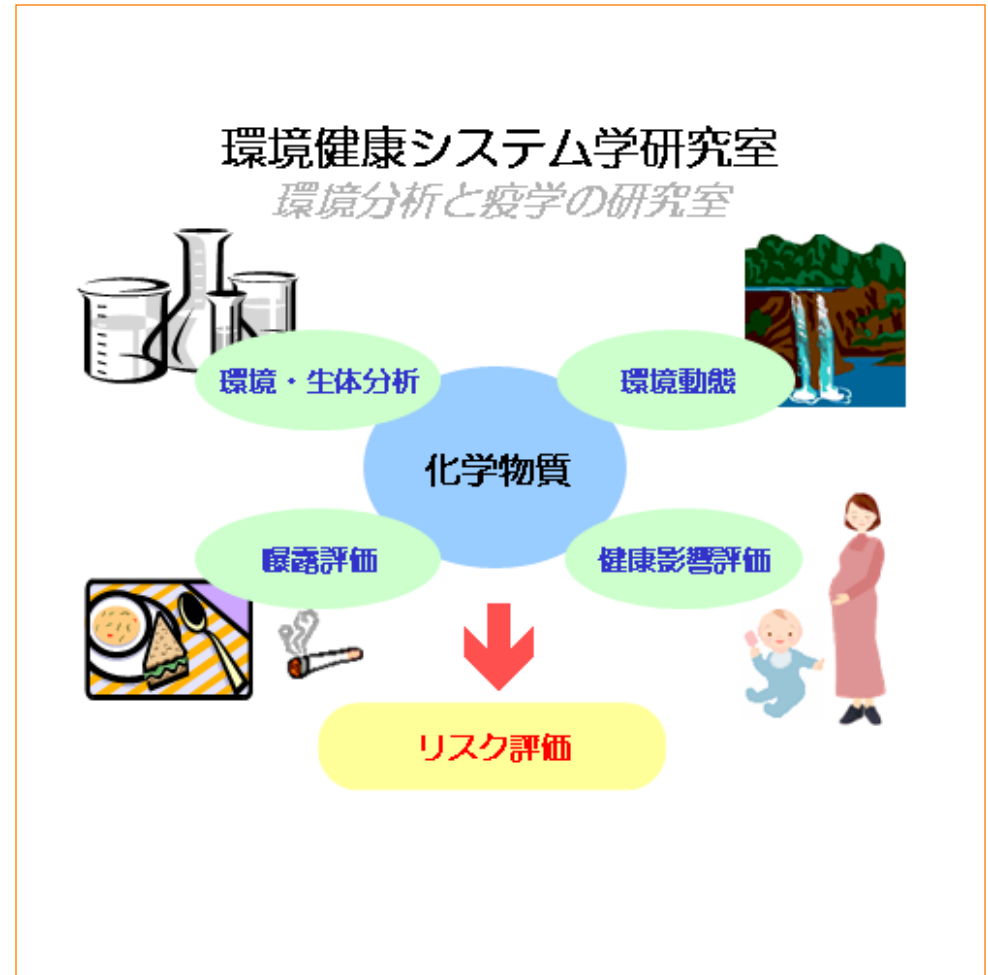 環境健康システム学研究室
環境分析と疫学の研究室
環境・生体分析
環境動態
化学物質
曝露評価
健康影響評価
リスク評価